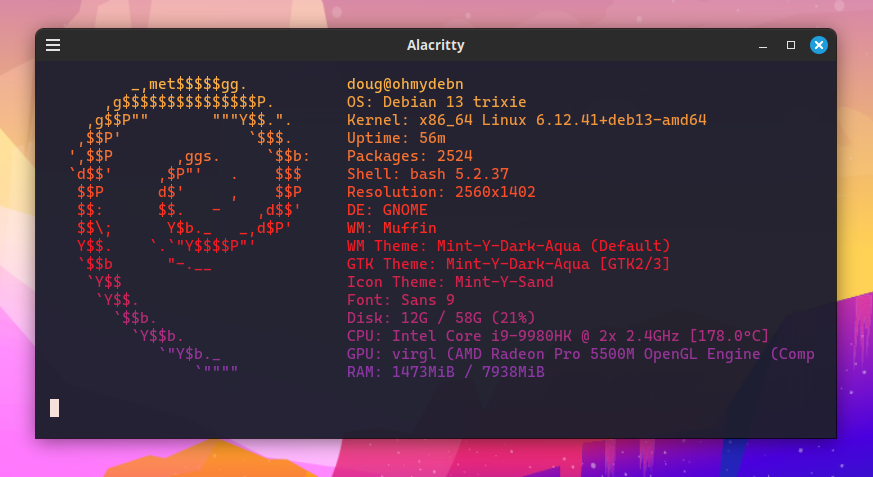 Alacritty
         _,met$$$$$gg.           doug@ohmydebn
      ,g$$$$$$$$$$$$$$$P.        OS: Debian 13 trixie
    ,g$$P""       """Y$$.".      Kernel: x86_64 Linux 6.12.41+deb13-amd64
   ,$$P'              `$$$.      Uptime: 56m
  ',$$P       ,ggs.     `$$b:    Packages: 2524
  `d$$'     ,$P"'   .    $$$     Shell: bash 5.2.37
   $$P      d$'     ,    $$P     Resolution: 2560x1402
   $$:      $$.   -    ,d$$'     DE: GNOME
   $$\;      Y$b._   _,d$P'      WM: Muffin
   Y$$.    `.`"Y$$$$P"'          WM Theme: Mint-Y-Dark-Aqua (Default)
   `$$b      "-.__               GTK Theme: Mint-Y-Dark-Aqua [GTK2/3]
    `Y$$                         Icon Theme: Mint-Y-Sand
     `Y$$.                       Font: Sans 9
       `$$b.                     Disk: 12G / 58G (21%)
         `Y$$b.                  CPU: Intel Core i9-9980HK @ 2x 2.4GHz [178.0°C]
            `"Y$b._              GPU: virgl (AMD Radeon Pro 5500M OpenGL Engine (Comp
                `""""            RAM: 1473MiB / 7938MiB